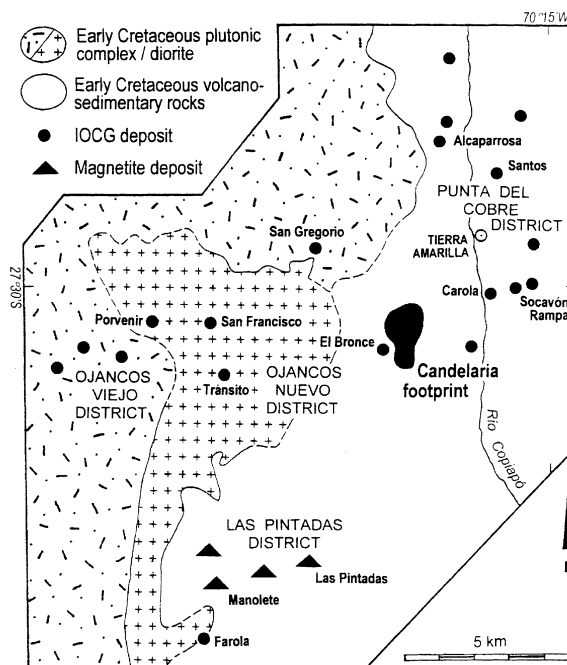 70°15'W
Early Cretaceous plutonic
complex / diorite
Early Cretaceous volcano-
sedimentary rocks
IOCG deposit
Magnetite deposit
Alcaparrosa
Santos
PUNTA DEL
COBRE
DISTRICT
San Gregorio
TIERRA
AMARILLA
27°30'S
Carola
Socavón
Rampa
Porvenir
San Francisco
El Bronce
Candelaria
footprint
OJANCOS
VIEJO
DISTRICT
Tránsito
OJANCOS
NUEVO
DISTRICT
Río Copiapó
LAS PINTADAS
DISTRICT
Las Pintadas
Manolete
Farola
5 km